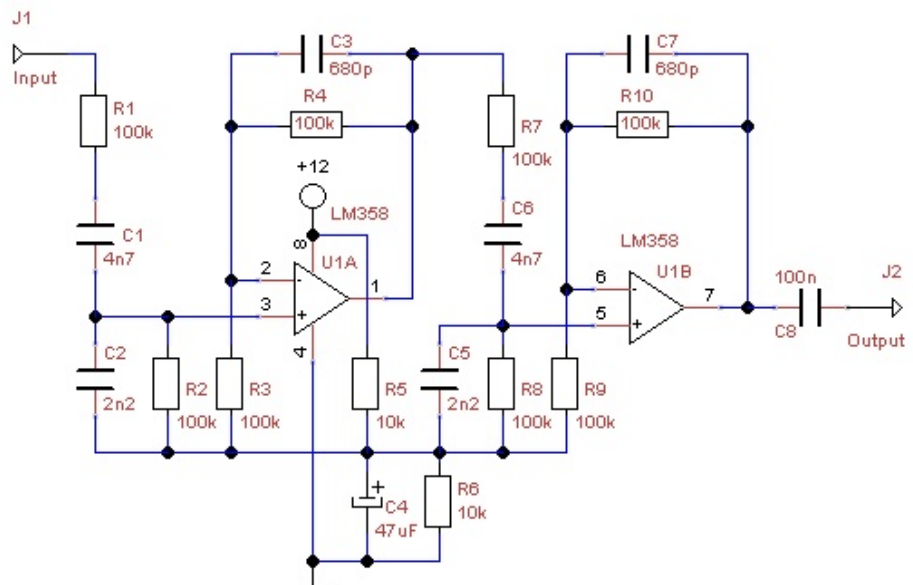 J1
Input
R1
100k
C1
4n7
C2
2n2
R2
100k
R3
100k
C3
680p
R4
100k
+12
LM358
8
2
U1A
3
1
4
-
+
R5
10k
+
C4
47uF
R6
10k
R7
100k
C6
4n7
C5
2n2
R8
100k
R9
100k
C7
680p
R10
100k
LM358
6
U1B
5
7
-
+
100n
C8
J2
Output